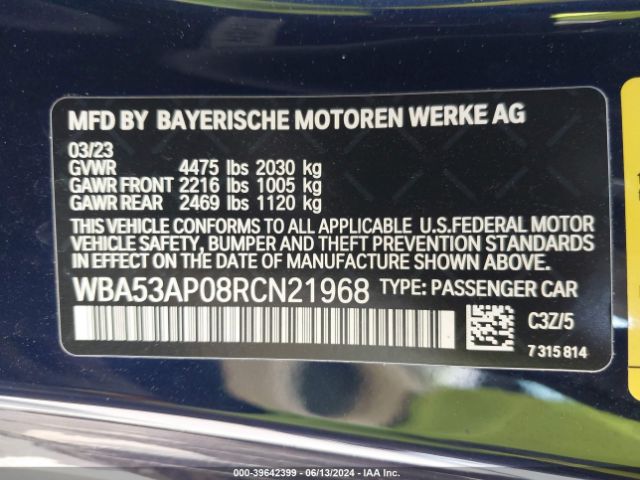 MFD BY BAYERISCHE MOTOREN WERKE AG
03/23
GVWR 4475 lbs 2030 kg
GAWR FRONT 2216 lbs 1005 kg
GAWR REAR 2469 lbs 1120 kg
THIS VEHICLE CONFORMS TO ALL APPLICABLE U.S.FEDERAL MOTOR
VEHICLE SAFETY, BUMPER AND THEFT PREVENTION STANDARDS
IN EFFECT ON THE DATE OF MANUFACTURE SHOWN ABOVE.
WBA53AP08RCN21968 TYPE: PASSENGER CAR
C3Z/5
7 315 814
000-39642399 - 06/13/2024 - IAA Inc.